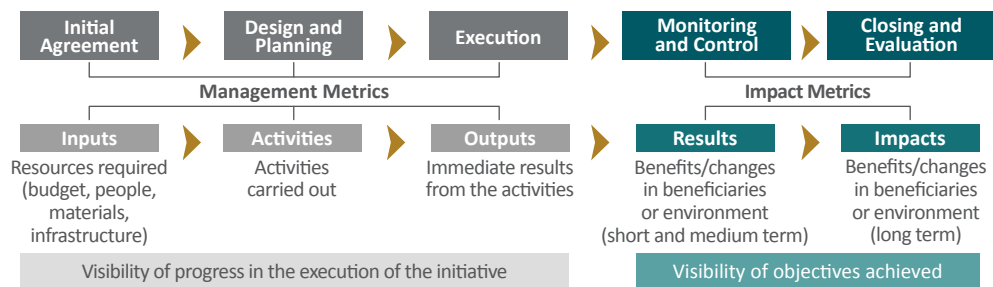 Initial
Agreement
Design and
Planning
Execution
Monitoring
and Control
Closing and
Evaluation
Management Metrics
Impact Metrics
Inputs
Resources required
(budget, people,
materials,
infrastructure)
Activities
Activities
carried out
Outputs
Immediate results
from the activities
Results
Benefits/changes
in beneficiaries
or environment
(short and medium term)
Impacts
Benefits/changes
in beneficiaries
or environment
(long term)
Visibility of progress in the execution of the initiative
Visibility of objectives achieved